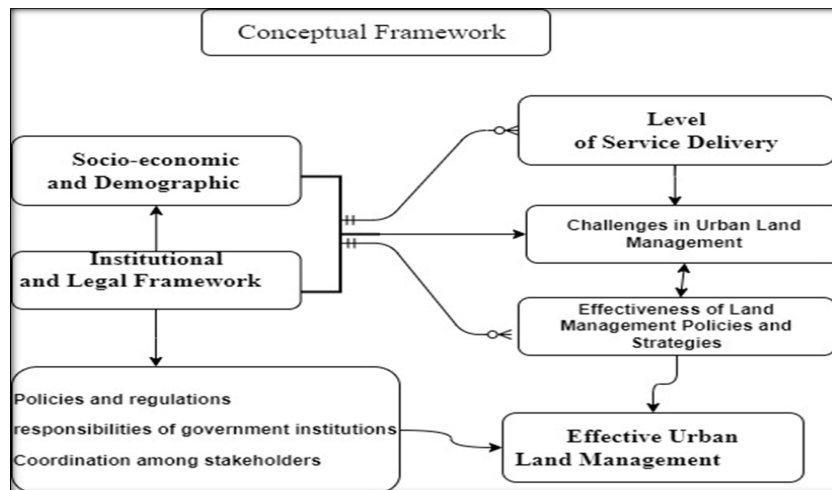 Conceptual Framework
Socio-economic
and Demographic
Institutional
and Legal Framework
Policies and regulations
responsibilities of government institutions
Coordination among stakeholders
Level
of Service Delivery
Challenges in Urban Land
Management
Effectiveness of Land
Management Policies and
Strategies
Effective Urban
Land Management